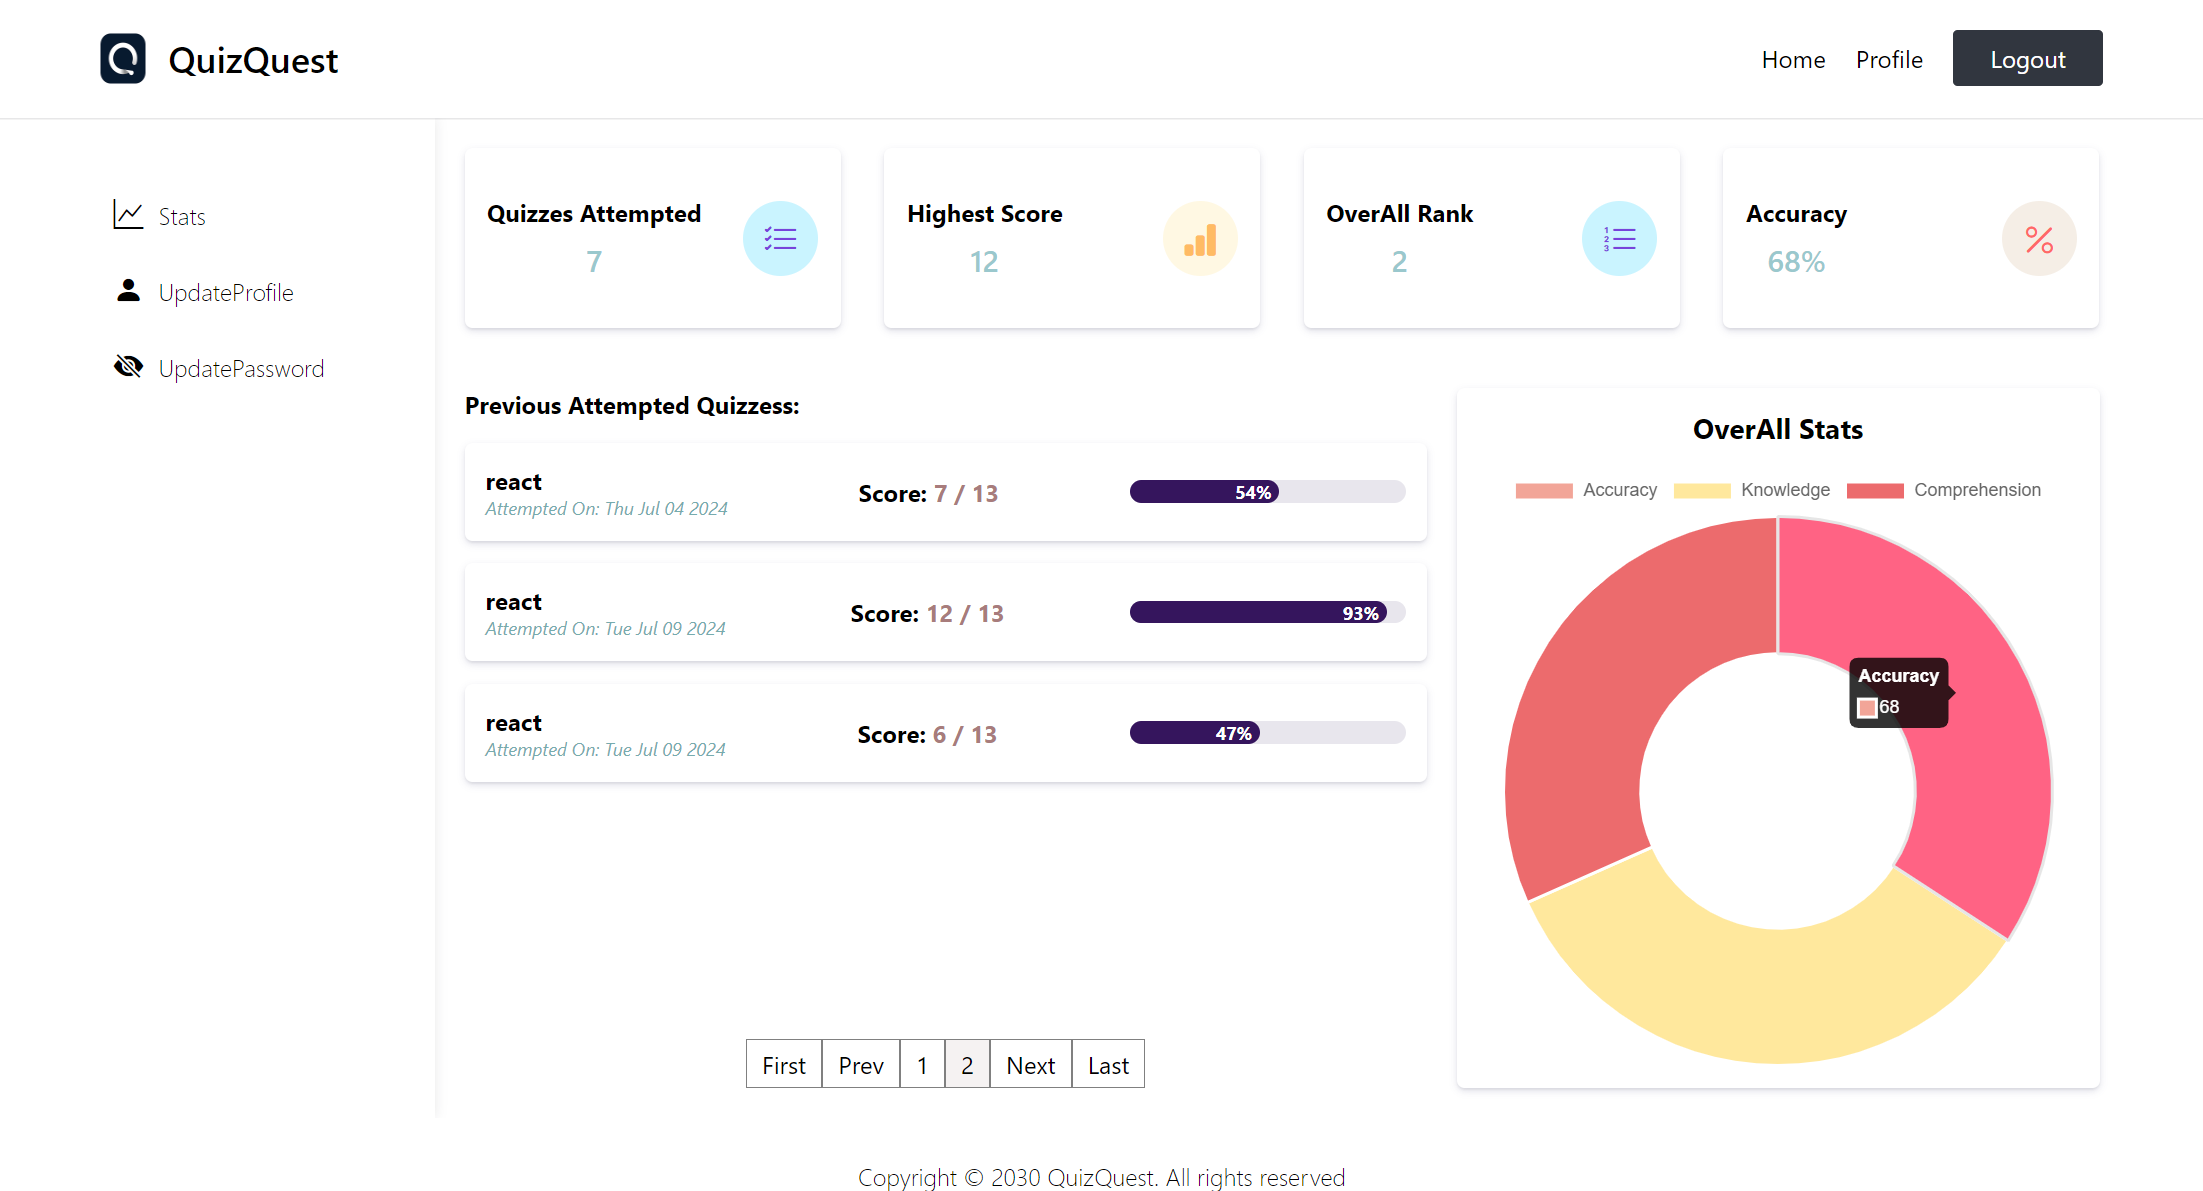 QuizQuest
Home Profile Logout
Stats
UpdateProfile
UpdatePassword
Quizzes Attempted
7
Highest Score
12
OverAll Rank
1
2
3
2
Accuracy
68%
Previous Attempted Quizzess:
react
Attempted On: Thu Jul 04 2024
Score: 7 / 13
54%
react
Attempted On: Tue Jul 09 2024
Score: 12 / 13
93%
react
Attempted On: Tue Jul 09 2024
Score: 6 / 13
47%
First Prev 1 2 Next Last
OverAll Stats
Accuracy Knowledge Comprehension
Accuracy
68
Copyright © 2030 QuizQuest. All rights reserved